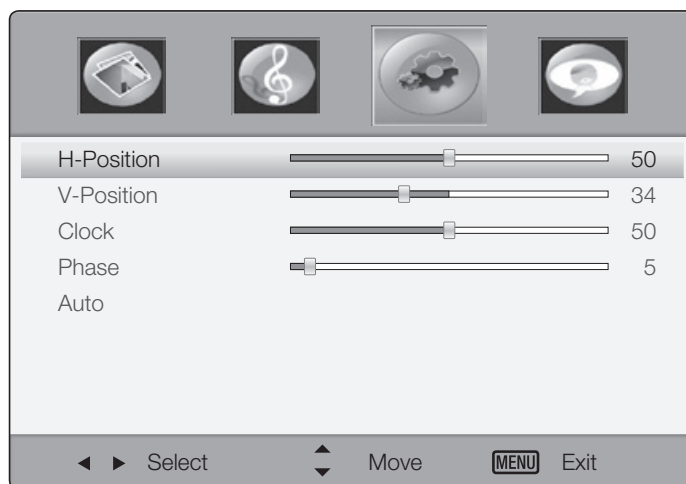 H-Position 50
V-Position 34
Clock 50
Phase 5
Auto
Select Move MENU Exit